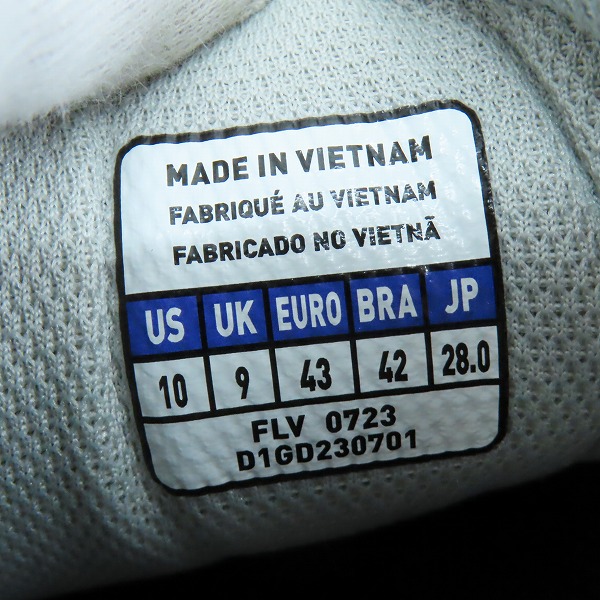 MADE IN VIETNAM
FABRIQUÉ AU VIETNAM
FABRICADO NO VIETNÃ
US UK EURO BRA JP
10 9 43 42 28.0
FLV 0723
D1GD230701